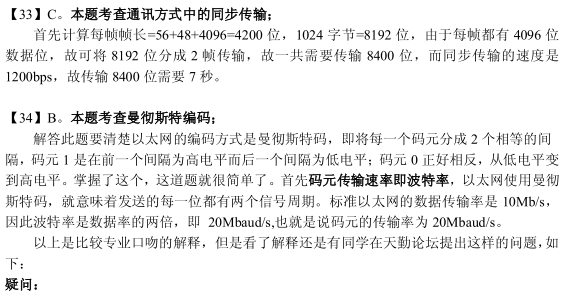 【33】C。本题考查通讯方式中的同步传输；
首先计算每帧帧长=56+48+4096=4200 位，1024 字节=8192 位，由于每帧都有 4096 位
数据位，故可将 8192 位分成 2 帧传输，故一共需要传输 8400 位，而同步传输的速度是
1200bps，故传输 8400 位需要 7 秒。
【34】B。本题考查曼彻斯特编码；
解答此题要清楚以太网的编码方式是曼彻斯特码，即将每一个码元分成 2 个相等的间
隔，码元 1 是在前一个间隔为高电平而后一个间隔为低电平；码元 0 正好相反，从低电平变
到高电平。掌握了这个，这道题就很简单了。首先码元传输速率即波特率，以太网使用曼彻
斯特码，就意味着发送的每一位都有两个信号周期。标准以太网的数据传输率是 10Mb/s，
因此波特率是数据率的两倍，即 20Mbaud/s,也就是说码元的传输率为 20Mbaud/s。
以上是比较专业口吻的解释，但是看了解释还是有同学在天勤论坛提出这样的问题，如
下：
疑问：